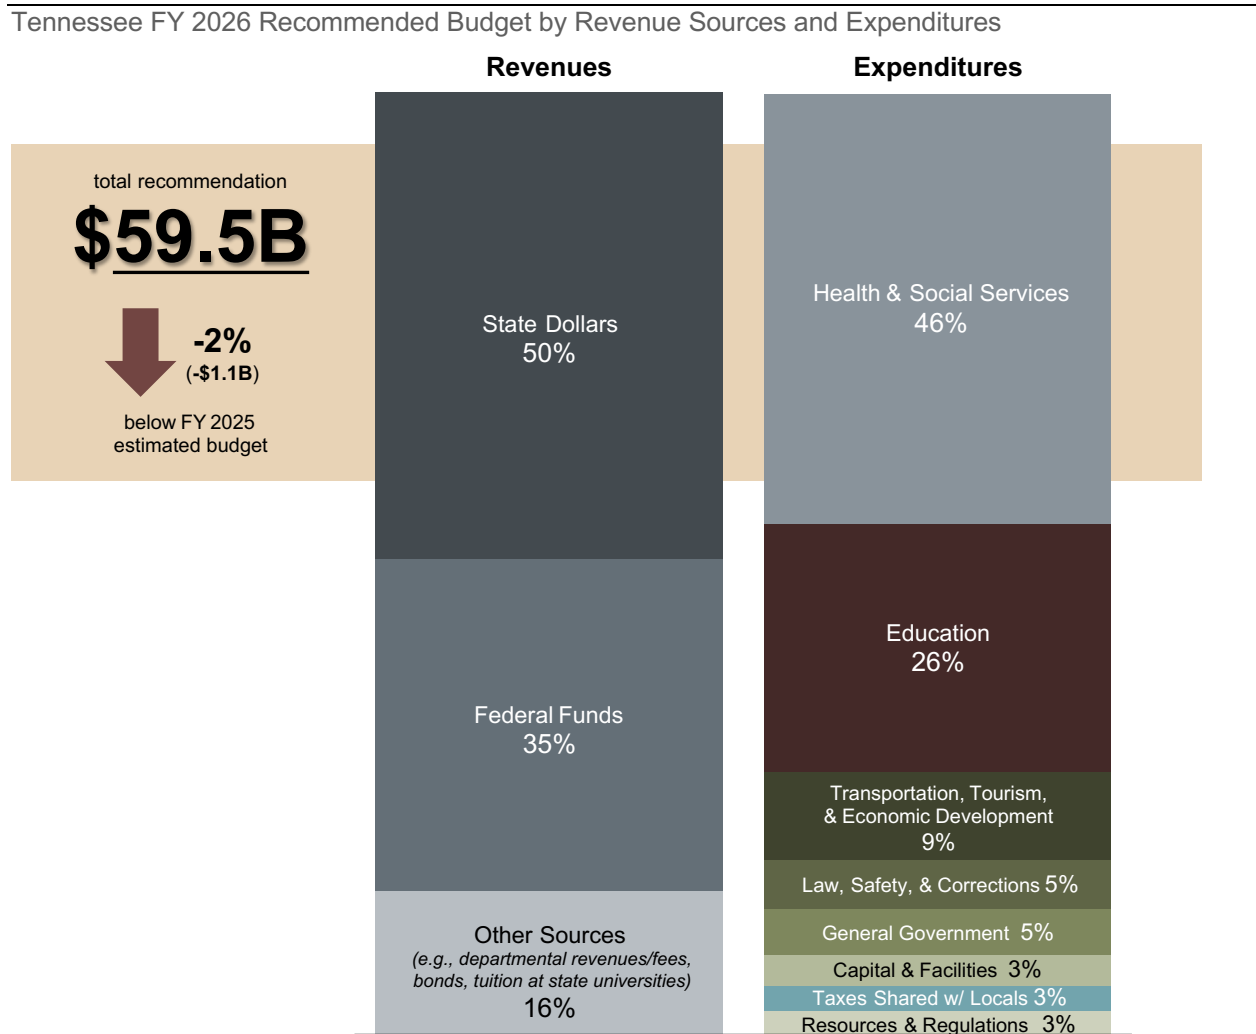 Tennessee FY 2026 Recommended Budget by Revenue Sources and Expenditures
Revenues
Expenditures
total recommendation
$59.5B
-2%
(-$1.1B)
below FY 2025
estimated budget
State Dollars
50%
Federal Funds
35%
Other Sources
(e.g., departmental revenues/fees,
bonds, tuition at state universities)
16%
Health & Social Services
46%
Education
26%
Transportation, Tourism,
& Economic Development
9%
Law, Safety, & Corrections 5%
General Government 5%
Capital & Facilities 3%
Taxes Shared w/ Locals 3%
Resources & Regulations 3%